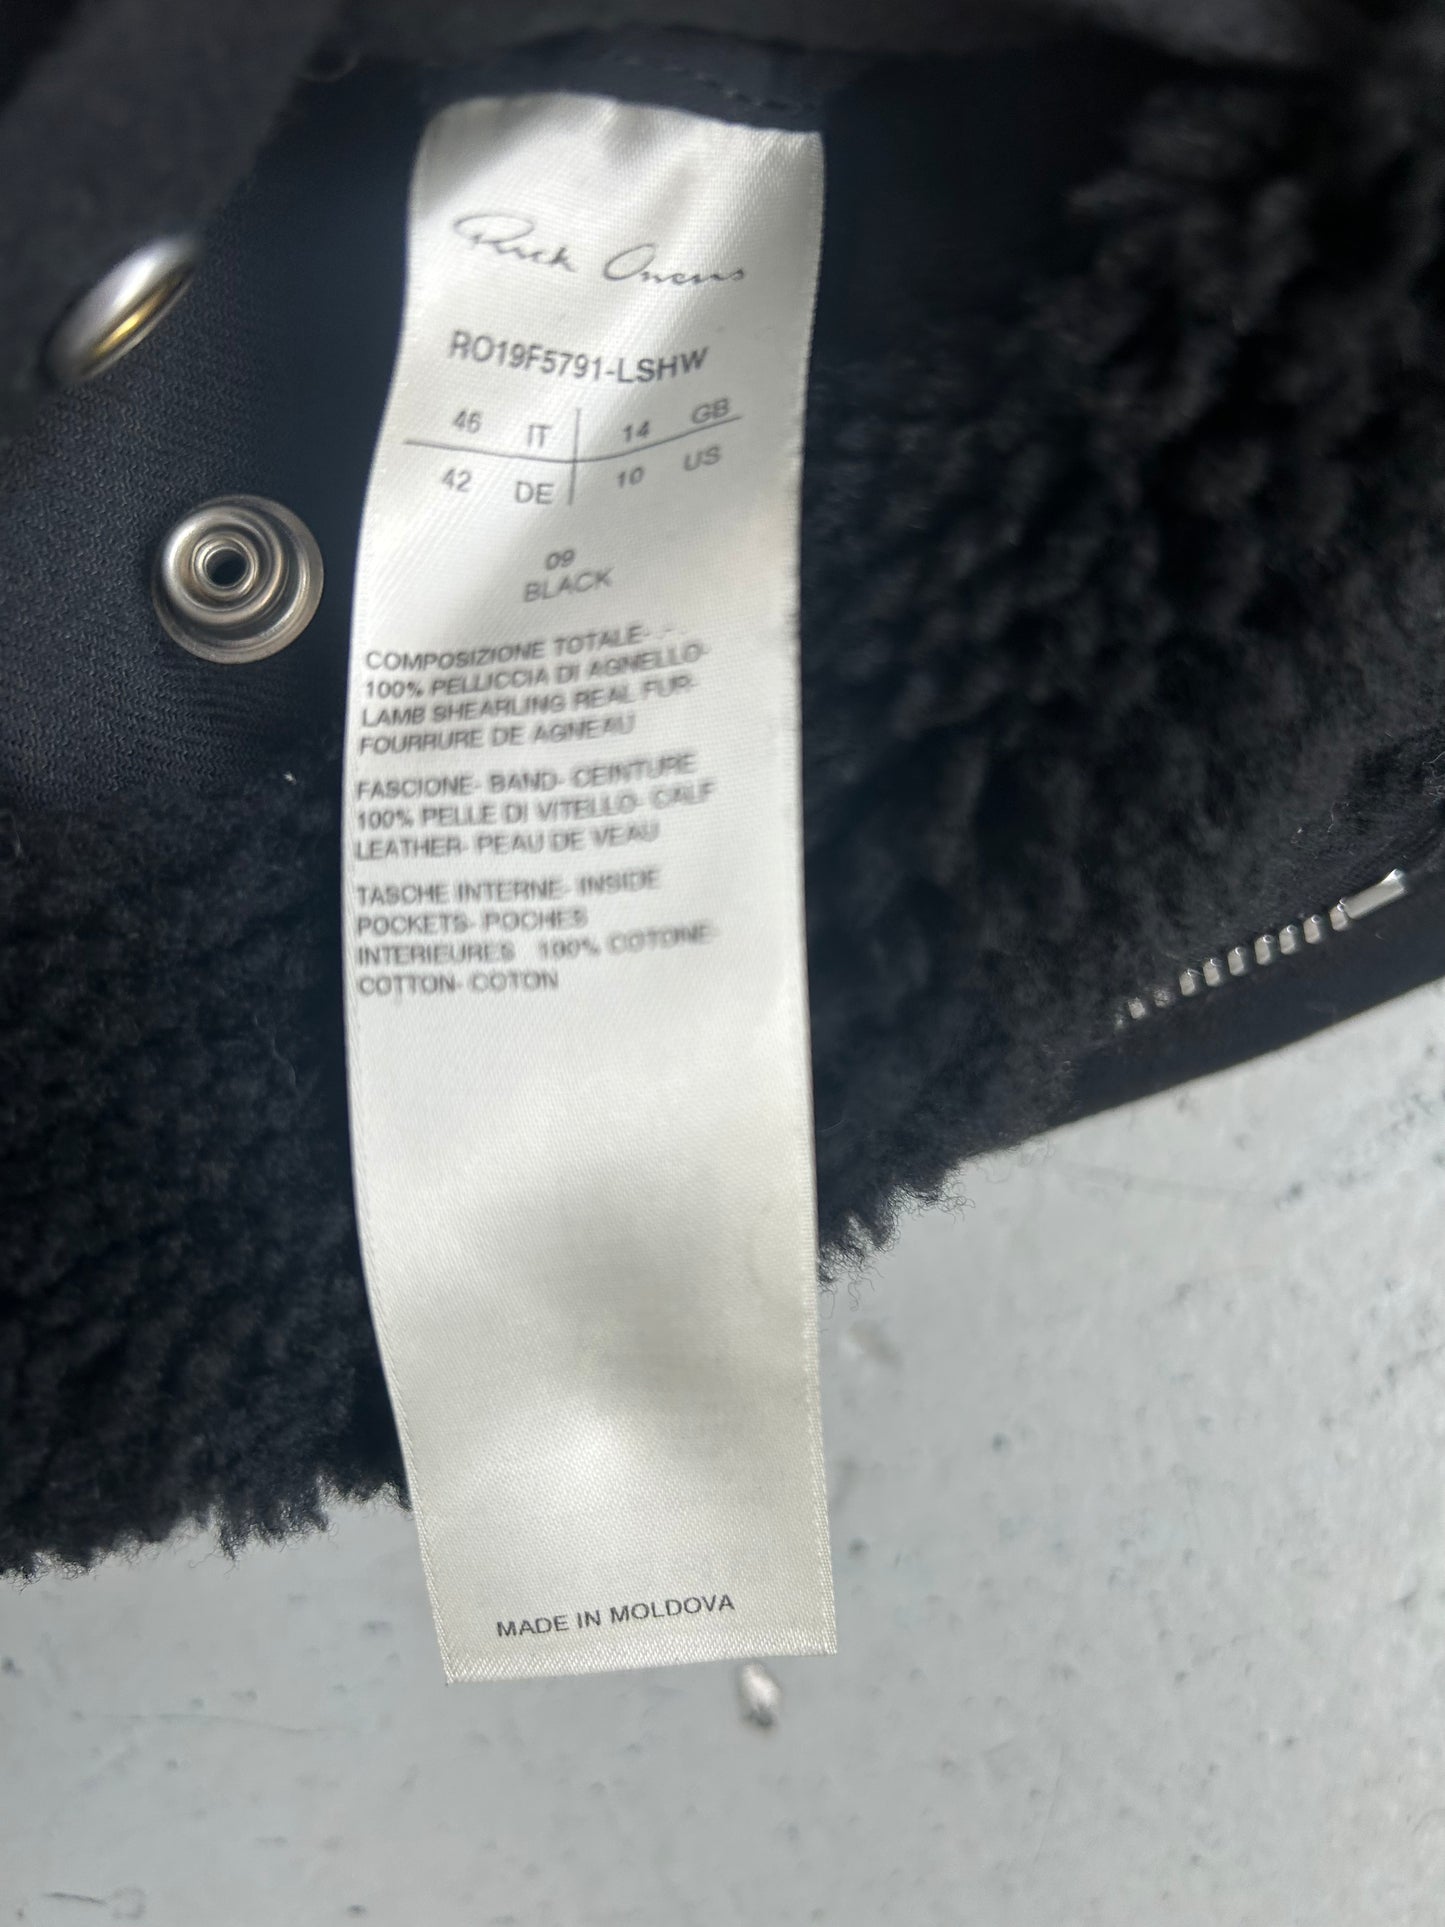 Rick Owens
RO19F5791-LSHW
46 IT 14 GB
42 DE 10 US
09
BLACK
COMPOSIZIONE TOTALE- -
100% PELLICCIA DI AGNELLO-
LAMB SHEARLING REAL FUR-
FOURRURE DE AGNEAU
FASCIONE- BAND- CEINTURE
100% PELLE DI VITELLO- CALF
LEATHER- PEAU DE VEAU
TASCHE INTERNE- INSIDE
POCKETS- POCHES
INTERIEURES 100% COTONE-
COTTON- COTON
MADE IN MOLDOVA